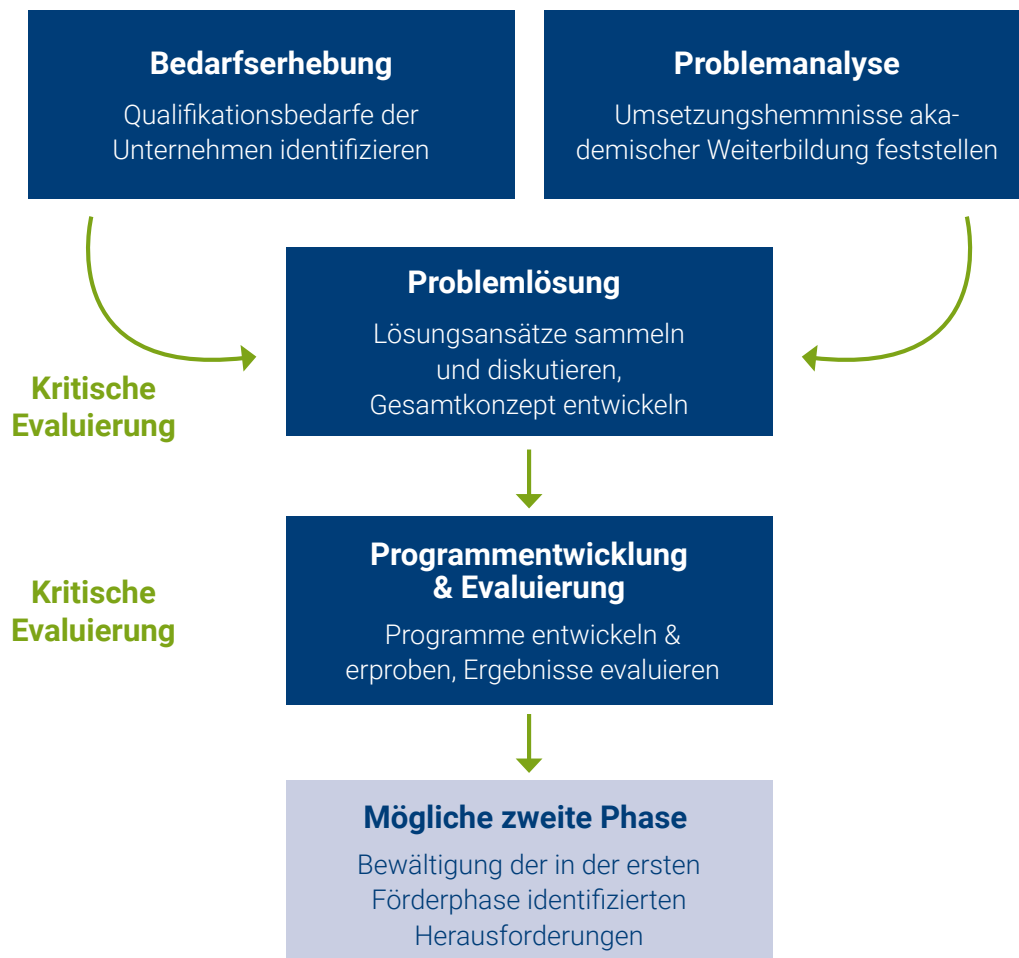 Bedarfserhebung
Qualifikationsbedarfe der
Unternehmen identifizieren
Problemanalyse
Umsetzungshemmnisse aka-
demischer Weiterbildung feststellen
Problemlösung
Lösungsansätze sammeln
und diskutieren,
Gesamtkonzept entwickeln
Kritische
Evaluierung
Programmentwicklung
& Evaluierung
Programme entwickeln &
erproben, Ergebnisse evaluieren
Kritische
Evaluierung
Mögliche zweite Phase
Bewältigung der in der ersten
Förderphase identifizierten
Herausforderungen